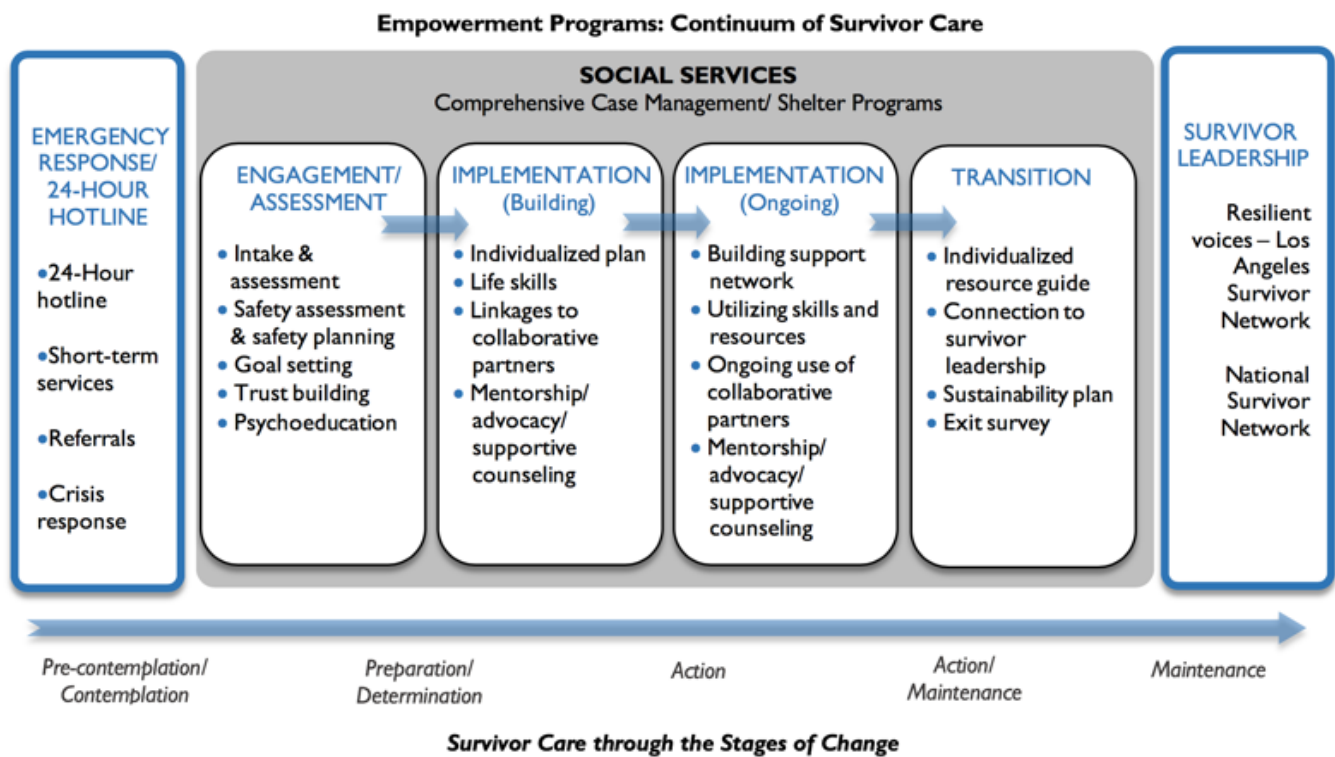 Empowerment Programs: Continuum of Survivor Care
EMERGENCY
RESPONSE/
24-HOUR
HOTLINE
•24-Hour
hotline
•Short-term
services
•Referrals
•Crisis
response
SOCIAL SERVICES
Comprehensive Case Management/ Shelter Programs
ENGAGEMENT/
ASSESSMENT
• Intake &
assessment
• Safety assessment
& safety planning
• Goal setting
• Trust building
• Psychoeducation
IMPLEMENTATION
(Building)
• Individualized plan
• Life skills
• Linkages to
collaborative
partners
• Mentorship/
advocacy/
supportive
counseling
IMPLEMENTATION
(Ongoing)
• Building support
network
• Utilizing skills and
resources
• Ongoing use of
collaborative
partners
• Mentorship/
advocacy/
supportive
counseling
TRANSITION
• Individualized
resource guide
• Connection to
survivor
leadership
• Sustainability plan
• Exit survey
SURVIVOR
LEADERSHIP
Resilient
voices – Los
Angeles
Survivor
Network
National
Survivor
Network
Pre-contemplation/
Contemplation
Preparation/
Determination
Action
Action/
Maintenance
Maintenance
Survivor Care through the Stages of Change